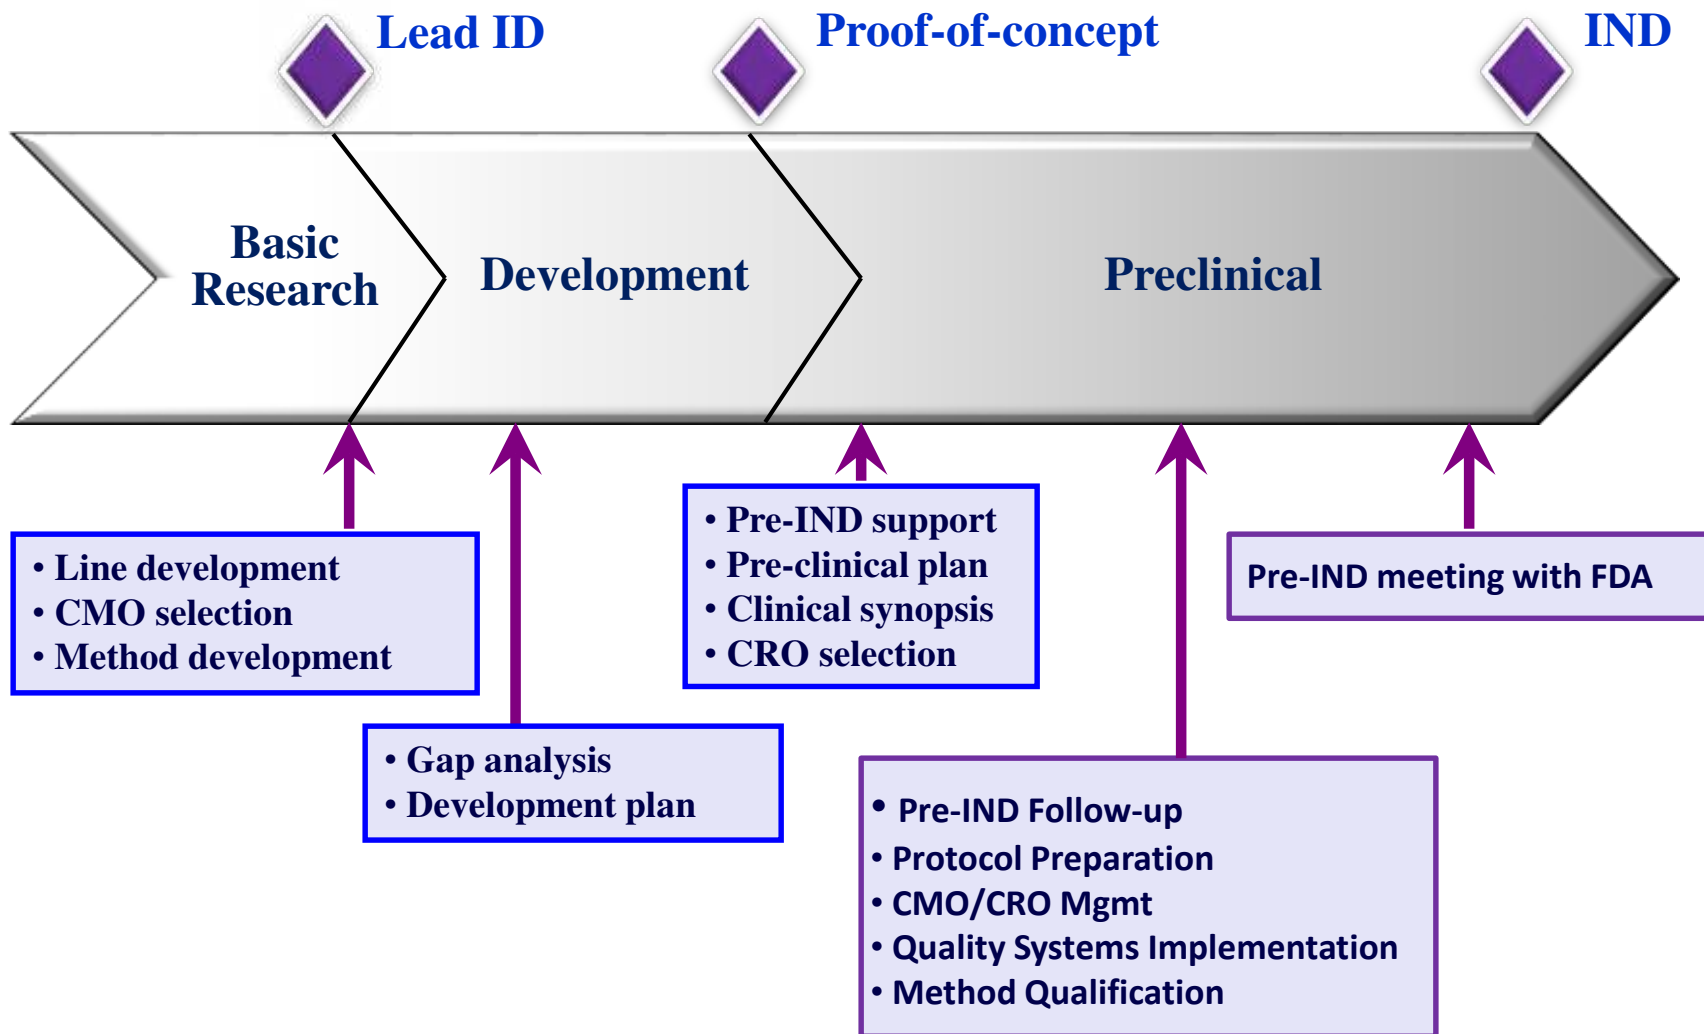 Lead ID
Proof-of-concept
IND
Basic
Research
Development
Preclinical
• Line development
• CMO selection
• Method development
• Gap analysis
• Development plan
• Pre-IND support
• Pre-clinical plan
• Clinical synopsis
• CRO selection
• Pre-IND Follow-up
• Protocol Preparation
• CMO/CRO Mgmt
• Quality Systems Implementation
• Method Qualification
Pre-IND meeting with FDA